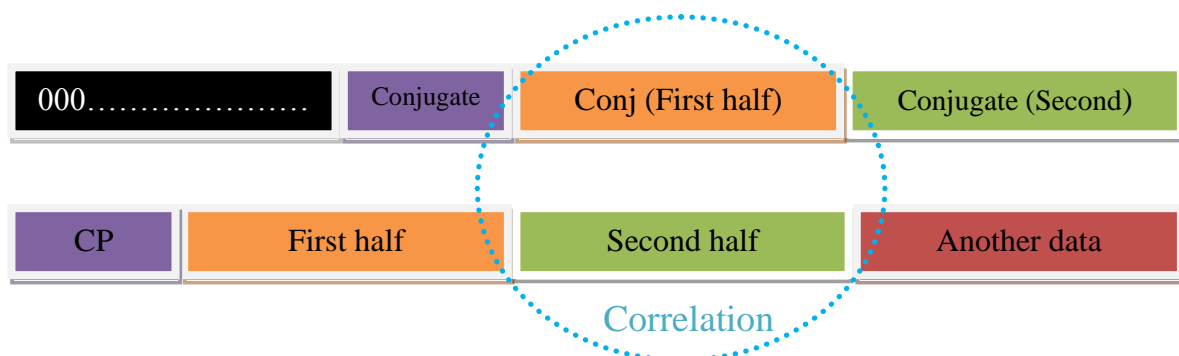 000…………………
Conjugate
Conj (First half)
Conjugate (Second)
CP
First half
Second half
Another data
Correlation